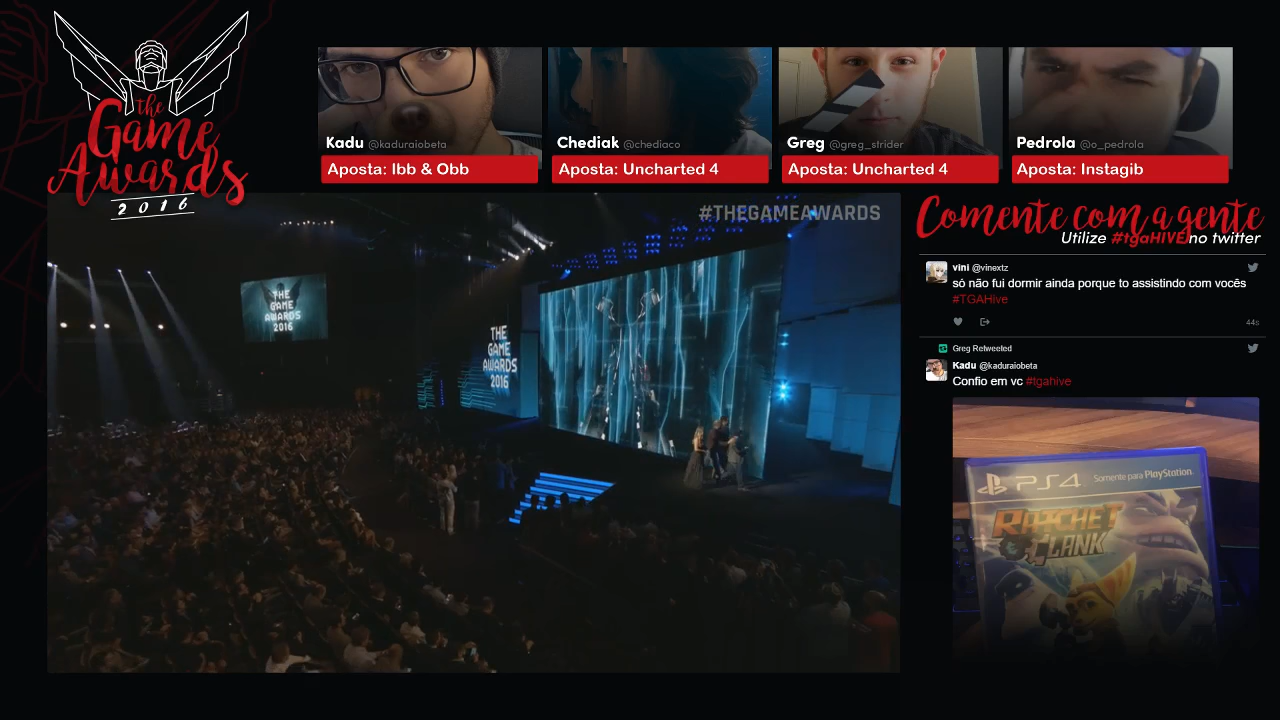 the
Game
Awards
2016
Kadu @kaduraiobeta
Aposta: Ibb & Obb
Chediak @chediaco
Aposta: Uncharted 4
Greg @greg_strider
Aposta: Uncharted 4
Pedrola @o_pedrola
Aposta: Instagib
#THEGAMEAWARDS
THE
GAME
AWARDS
2016
THE
GAME
AWARDS
2016
Comente com a gente
Utilize #tgaHIVE no twitter
vini @vinextz
só não fui dormir ainda porque to assistindo com vocês
#TGAHive
44s
Greg Retweeted
Kadu @kaduraiobeta
Confio em vc #tgahive
PS4 Somente para PlayStation
RATCHET
CLANK